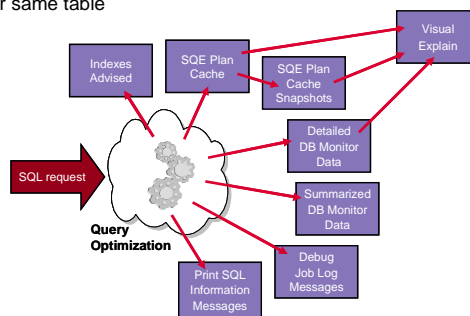 r same table
Visual
Explain
Indexes
Advised
SQE Plan
Cache
SQE Plan
Cache
Snapshots
Detailed
DB Monitor
Data
SQL request
Summarized
DB Monitor
Data
Query
Optimization
Debug
Job Log
Messages
Print SQL
Information
Messages